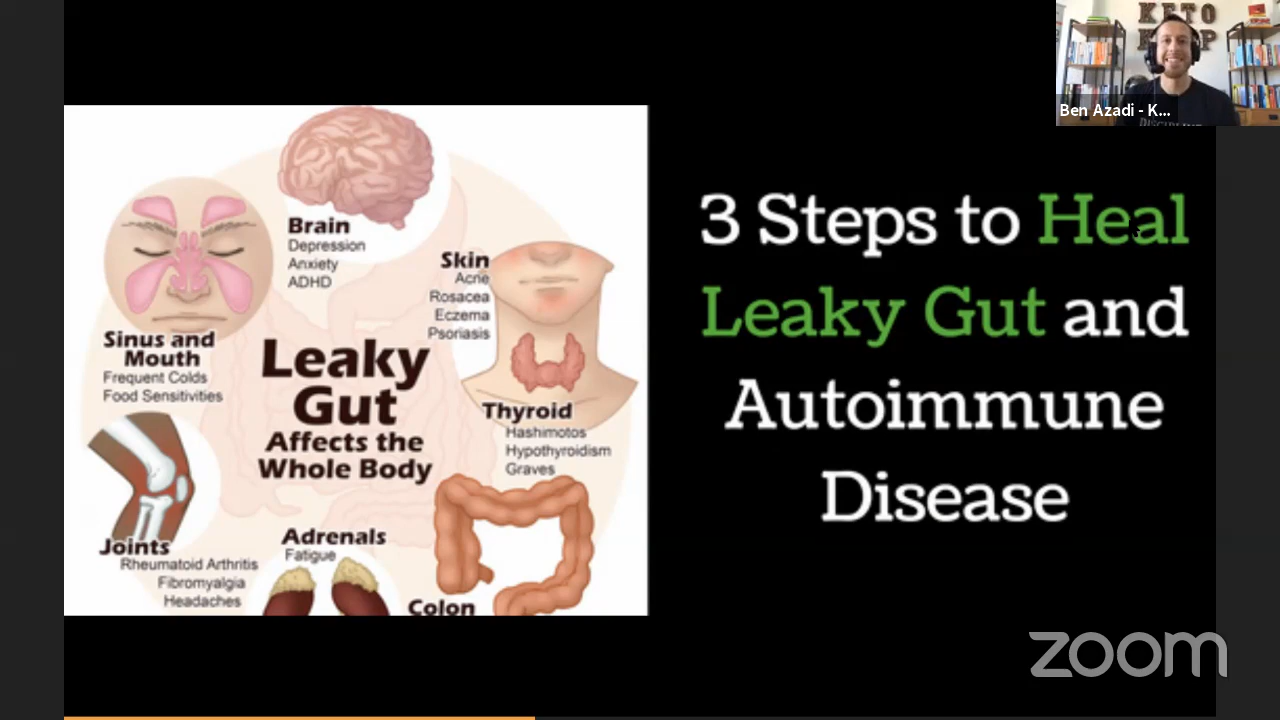 KETO
Ben Azadi - K...
Brain
Depression
Anxiety
ADHD
Skin
Acne
Rosacea
Eczema
Psoriasis
Sinus and
Mouth
Frequent Colds
Food Sensitivities
Leaky
Gut
Affects the
Whole Body
Thyroid
Hashimotos
Hypothyroidism
Graves
Joints
Rheumatoid Arthritis
Fibromyalgia
Headaches
Adrenals
Fatigue
Colon
3 Steps to Heal
Leaky Gut and
Autoimmune
Disease
zoom